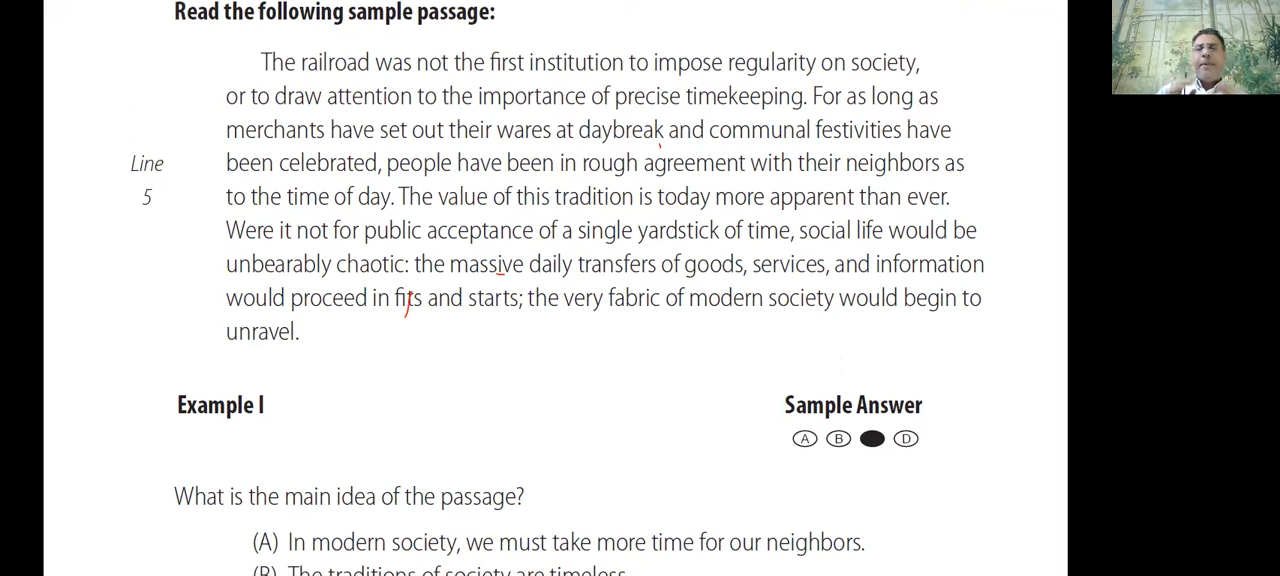 Read the following sample passage:
The railroad was not the first institution to impose regularity on society,
or to draw attention to the importance of precise timekeeping. For as long as
merchants have set out their wares at daybreak and communal festivities have
Line been celebrated, people have been in rough agreement with their neighbors as
5 to the time of day. The value of this tradition is today more apparent than ever.
Were it not for public acceptance of a single yardstick of time, social life would be
unbearably chaotic: the massive daily transfers of goods, services, and information
would proceed in fits and starts; the very fabric of modern society would begin to
unravel.
Example I Sample Answer
A B D
What is the main idea of the passage?
(A) In modern society, we must take more time for our neighbors.
(B) The traditions of society are timeless.